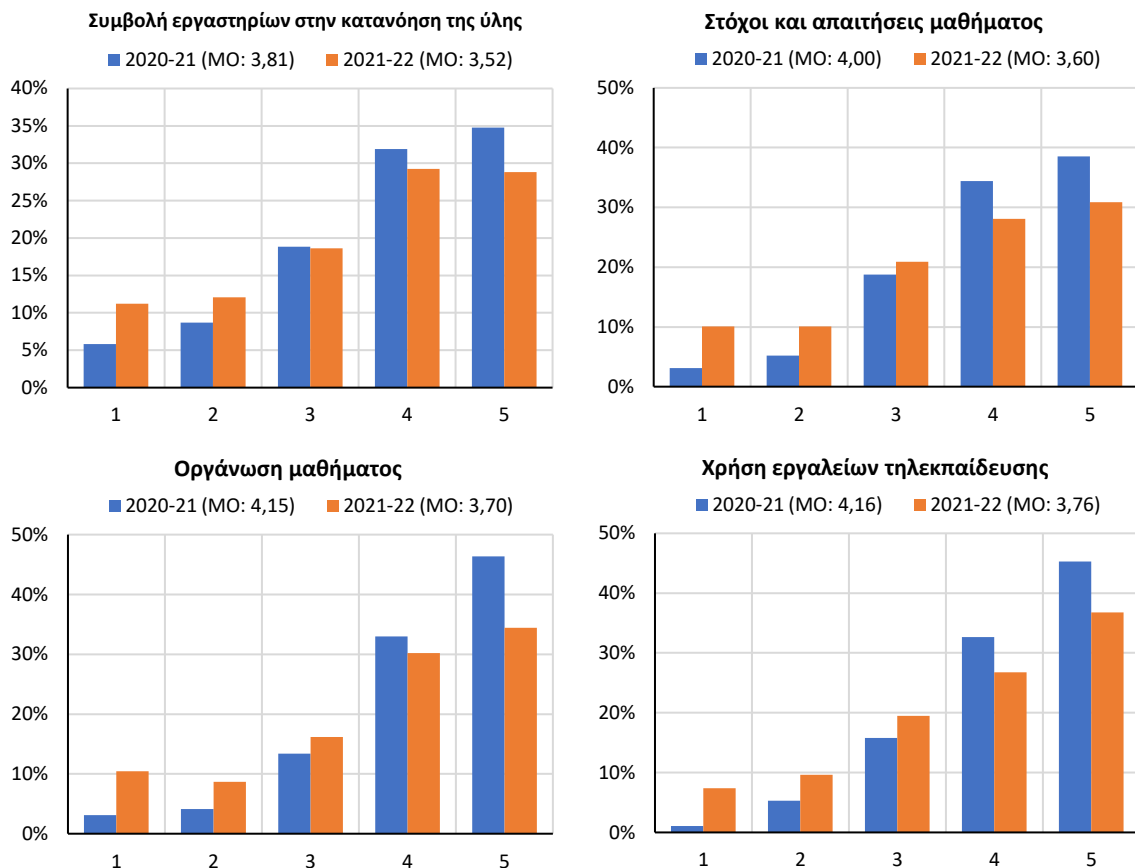 Συμβολή εργαστηρίων στην κατανόηση της ύλης
2020-21 (ΜΟ: 3,81) 2021-22 (ΜΟ: 3,52)
40%
35%
30%
25%
20%
15%
10%
5%
0%
1 2 3 4 5
Στόχοι και απαιτήσεις μαθήματος
2020-21 (ΜΟ: 4,00) 2021-22 (ΜΟ: 3,60)
50%
40%
30%
20%
10%
0%
1 2 3 4 5
Οργάνωση μαθήματος
2020-21 (ΜΟ: 4,15) 2021-22 (ΜΟ: 3,70)
50%
40%
30%
20%
10%
0%
1 2 3 4 5
Χρήση εργαλείων τηλεκπαίδευσης
2020-21 (ΜΟ: 4,16) 2021-22 (ΜΟ: 3,76)
50%
40%
30%
20%
10%
0%
1 2 3 4 5